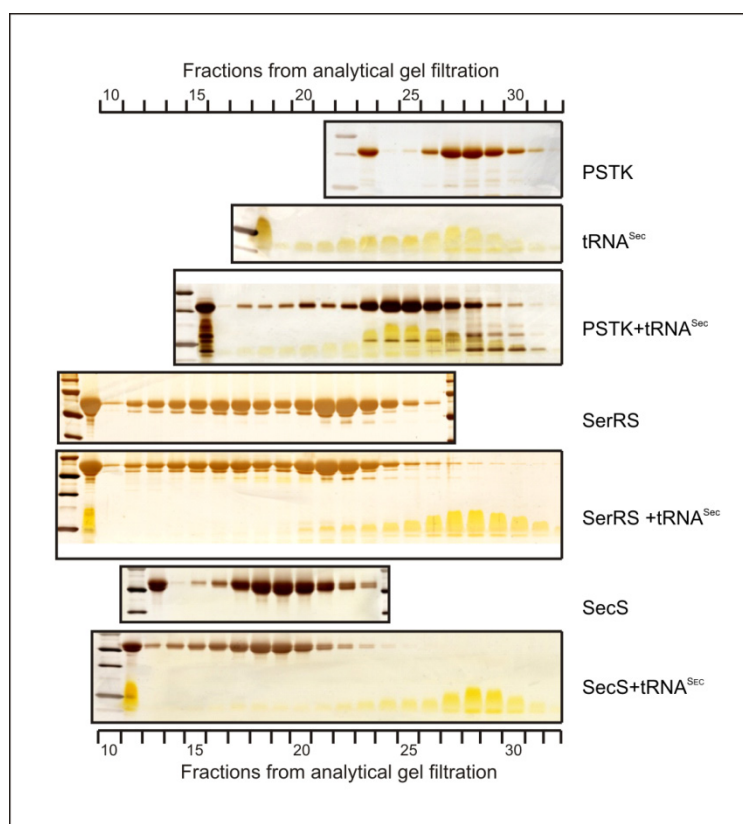 Fractions from analytical gel filtration
10 15 20 25 30
PSTK
tRNA^Sec
PSTK+tRNA^Sec
SerRS
SerRS +tRNA^Sec
SecS
SecS+tRNA^SEC
10 15 20 25 30
Fractions from analytical gel filtration